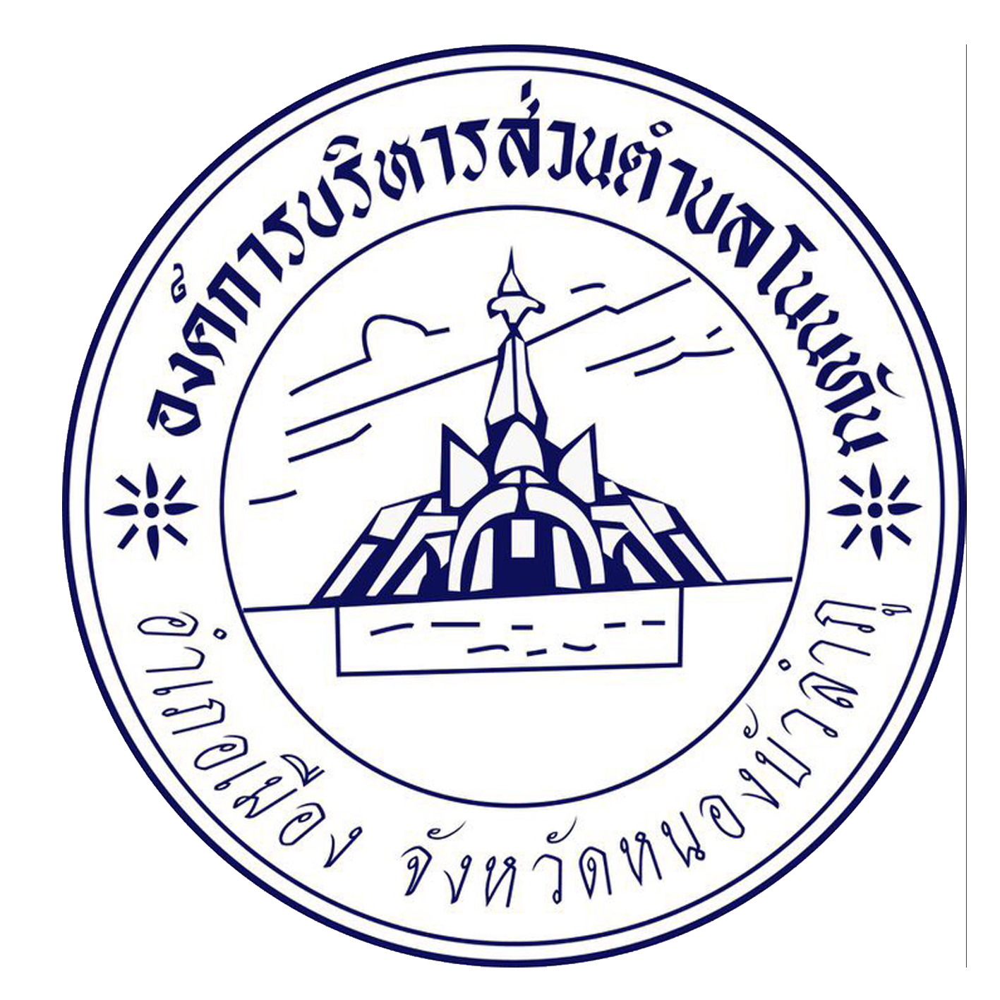 องค์การบริหารส่วนตำบลโนนทัน
อำเภอเมือง จังหวัดหนองบัวลำภู